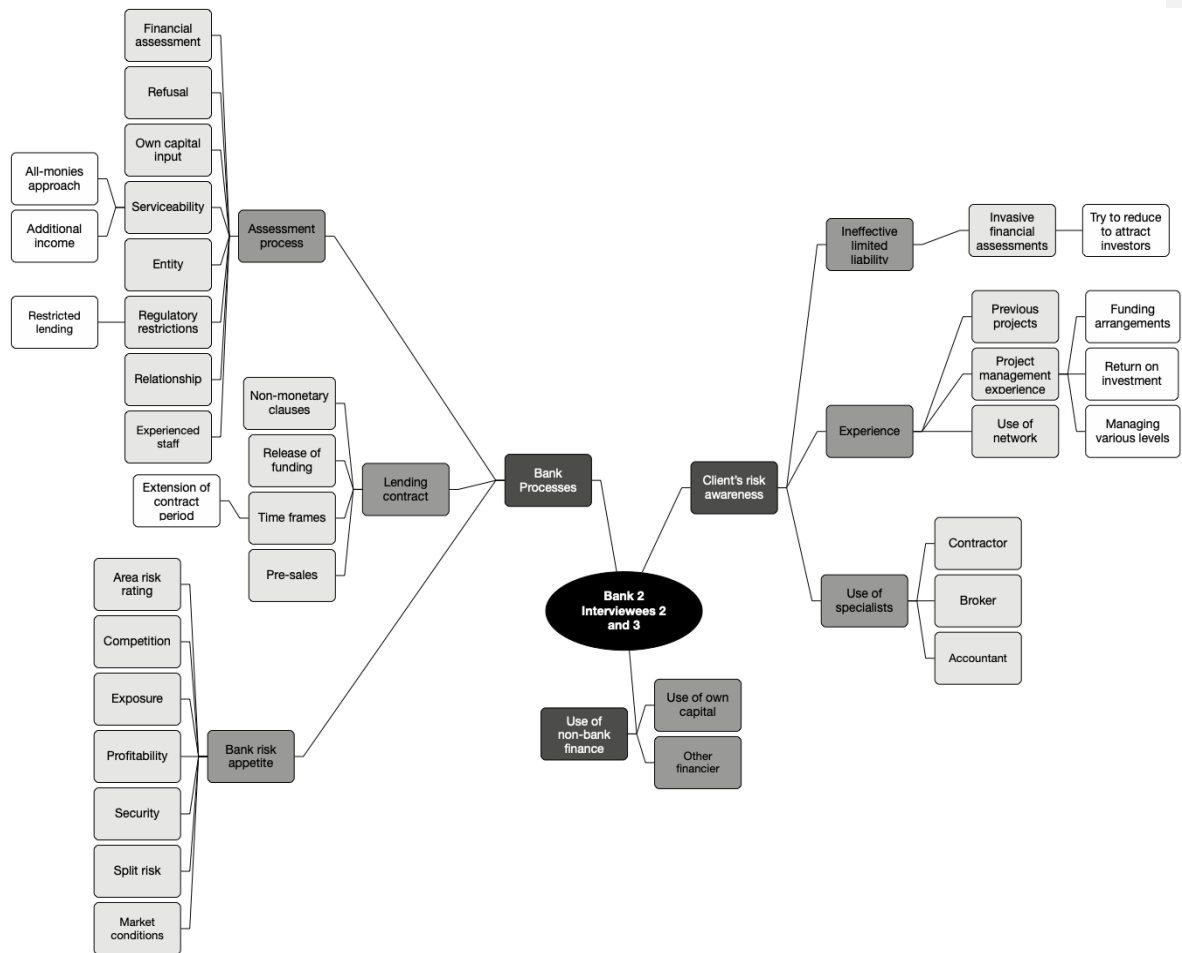 Financial
assessment
Refusal
Own capital
input
All-monies
approach
Serviceability
Additional
income
Assessment
process
Entity
Restricted
lending
Regulatory
restrictions
Relationship
Experienced
staff
Non-monetary
clauses
Release of
funding
Lending
contract
Extension of
contract
period
Time frames
Pre-sales
Bank
Processes
Area risk
rating
Competition
Exposure
Profitability
Bank risk
appetite
Security
Split risk
Market
conditions
Bank 2
Interviewees 2
and 3
Client's risk
awareness
Ineffective
limited
liability
Invasive
financial
assessments
Try to reduce
to attract
investors
Experience
Previous
projects
Project
management
experience
Use of
network
Funding
arrangements
Return on
investment
Managing
various levels
Use of
specialists
Contractor
Broker
Accountant
Use of
non-bank
finance
Use of own
capital
Other
financier